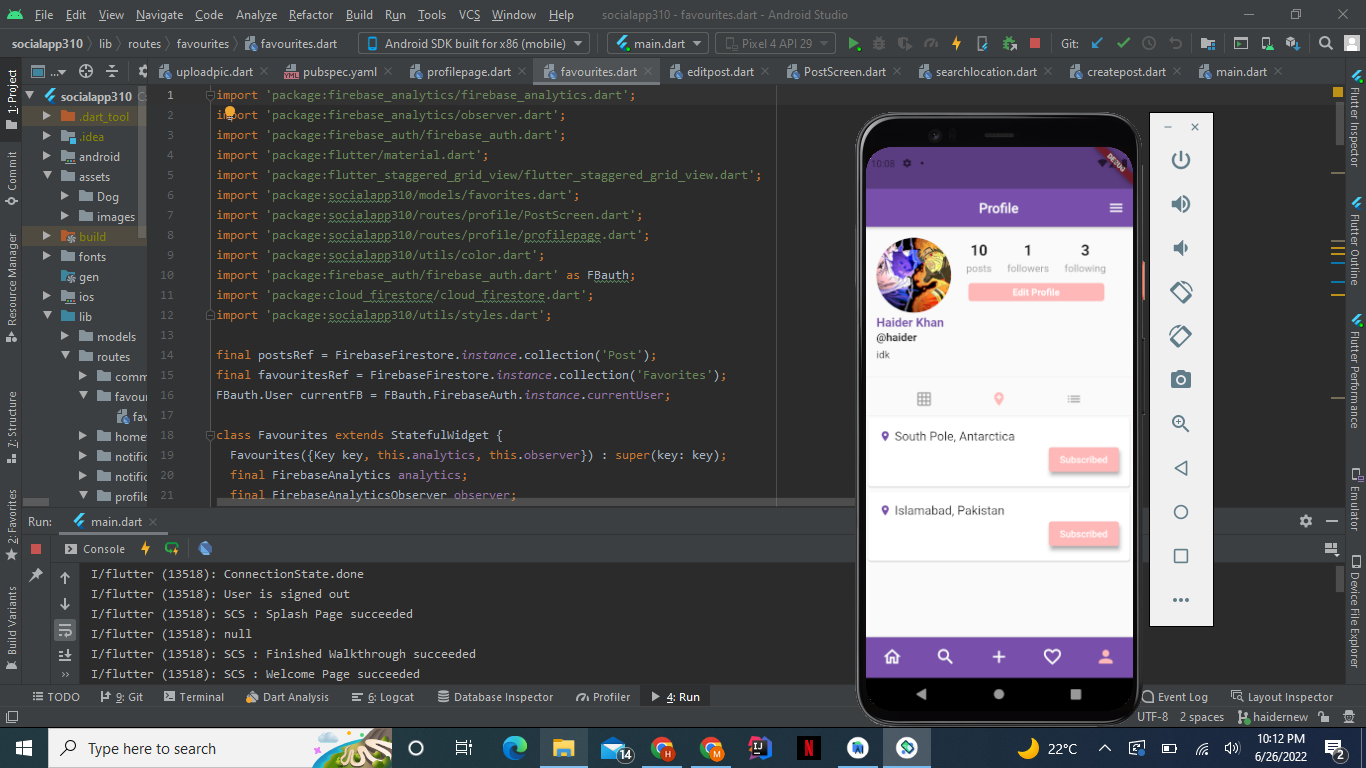 File Edit View Navigate Code Analyze Refactor Build Run Tools VCS Window Help socialapp310 - favourites.dart - Android Studio
socialapp310 lib routes favourites favourites.dart Android SDK built for x86 (mobile) main.dart Pixel 4 API 29 Git:
uploadpic.dart pubspec.yaml profilepage.dart favourites.dart editpost.dart PostScreen.dart searchlocation.dart createpost.dart main.dart
1: Project
Commit
Resource Manager
7: Structure
2: Favorites
Build Variants
socialapp310
.dart_tool
.idea
android
assets
Dog
images
build
fonts
gen
ios
lib
models
routes
comm
favour
fav
homef
notific
notific
profile
1 import 'package:firebase_analytics/firebase_analytics.dart';
2 import 'package:firebase_analytics/observer.dart';
3 import 'package:firebase_auth/firebase_auth.dart';
4 import 'package:flutter/material.dart';
5 import 'package:flutter_staggered_grid_view/flutter_staggered_grid_view.dart';
6 import 'package:socialapp310/models/favorites.dart';
7 import 'package:socialapp310/routes/profile/PostScreen.dart';
8 import 'package:socialapp310/routes/profile/profilepage.dart';
9 import 'package:socialapp310/utils/color.dart';
10 import 'package:firebase_auth/firebase_auth.dart' as FBauth;
11 import 'package:cloud_firestore/cloud_firestore.dart';
12 import 'package:socialapp310/utils/styles.dart';
13
14 final postsRef = FirebaseFirestore.instance.collection('Post');
15 final favouritesRef = FirebaseFirestore.instance.collection('Favorites');
16 FBauth.User currentFB = FBauth.FirebaseAuth.instance.currentUser;
17
18 class Favourites extends StatefulWidget {
19 Favourites({Key key, this.analytics, this.observer}) : super(key: key);
20 final FirebaseAnalytics analytics;
21 final FirebaseAnalyticsObserver observer;
10:08
DEBUG
Profile
10 1 3
posts followers following
Edit Profile
Haider Khan
@haider
idk
South Pole, Antarctica
Subscribed
Islamabad, Pakistan
Subscribed
Flutter Inspector
Flutter Outline
Flutter Performance
Emulator
Device File Explorer
Run: main.dart
Console
I/flutter (13518): ConnectionState.done
I/flutter (13518): User is signed out
I/flutter (13518): SCS : Splash Page succeeded
I/flutter (13518): null
I/flutter (13518): SCS : Finished Walkthrough succeeded
I/flutter (13518): SCS : Welcome Page succeeded
TODO 9: Git Terminal Dart Analysis 6: Logcat Database Inspector Profiler 4: Run Event Log Layout Inspector
UTF-8 2 spaces haidernew
Type here to search 14 H M IJ N 22°C 10:12 PM
6/26/2022 2